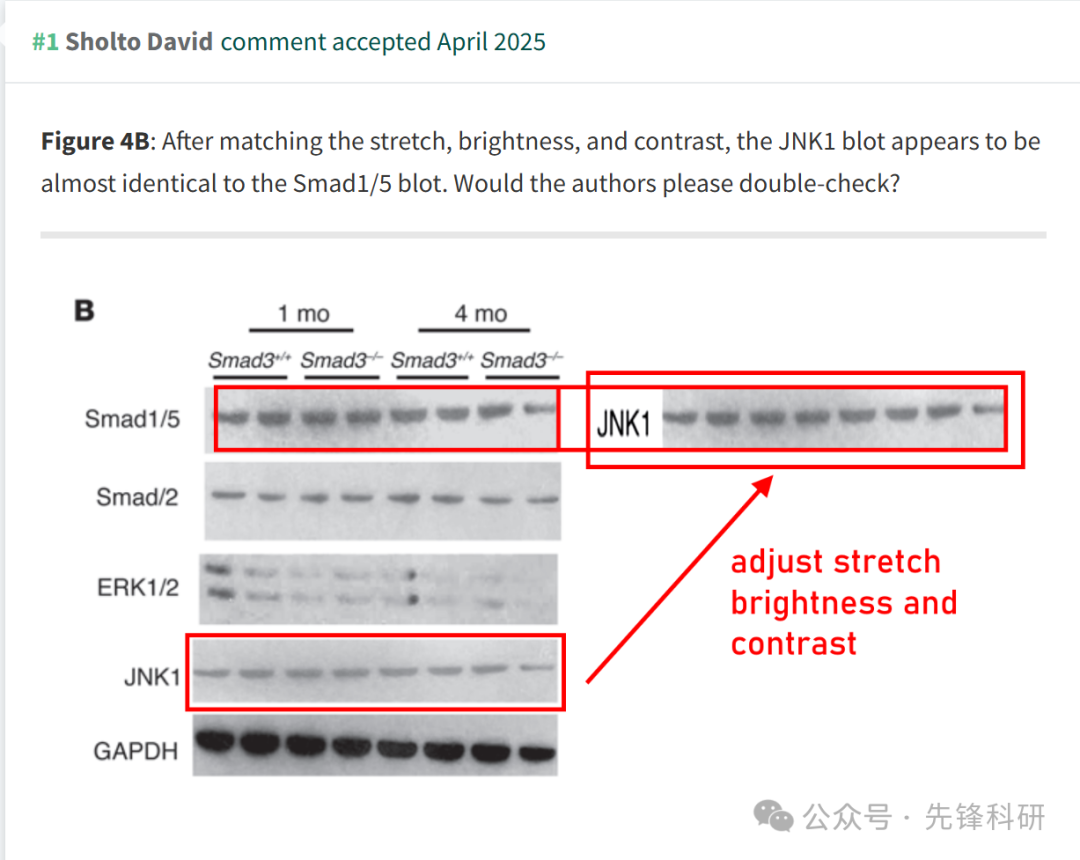 #1 Sholto David comment accepted April 2025
Figure 4B: After matching the stretch, brightness, and contrast, the JNK1 blot appears to be
almost identical to the Smad1/5 blot. Would the authors please double-check?
B
1 mo 4 mo
Smad3+/+ Smad3-/- Smad3+/+ Smad3-/-
Smad1/5
JNK1
Smad/2
ERK1/2
adjust stretch
brightness and
contrast
JNK1
GAPDH
公众号 · 先锋科研